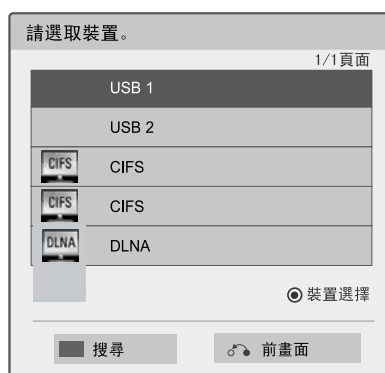 請選取裝置。
1/1頁面
USB 1
USB 2
CIFS CIFS
CIFS CIFS
DLNA DLNA
裝置選擇
搜尋 前畫面